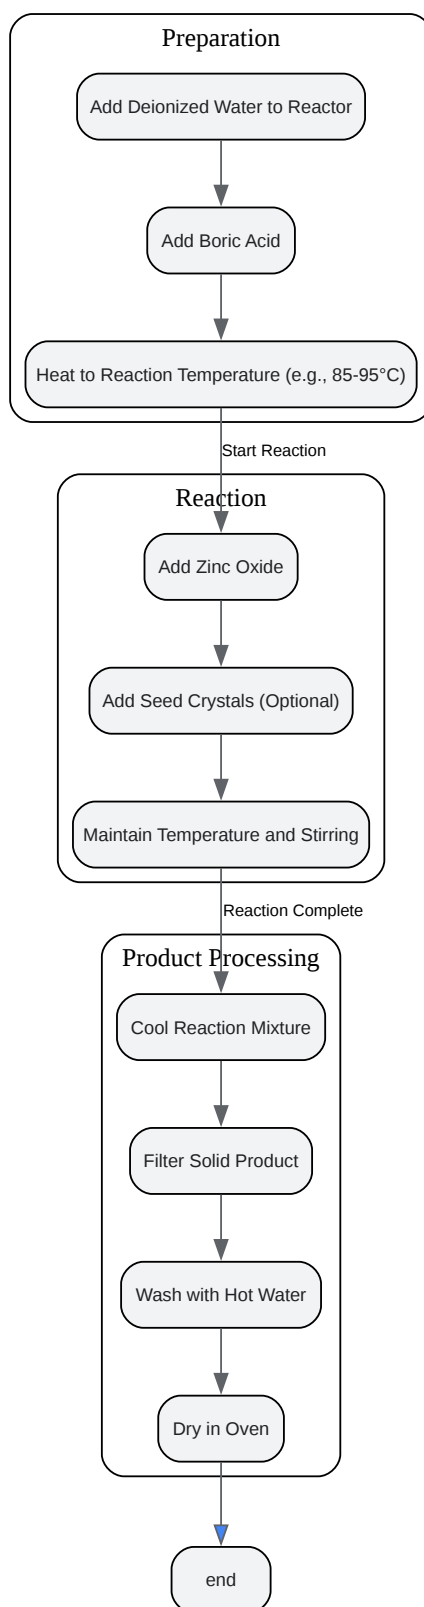 Preparation
Add Deionized Water to Reactor
Add Boric Acid
Heat to Reaction Temperature (e.g., 85-95°C)
Start Reaction
Reaction
Add Zinc Oxide
Add Seed Crystals (Optional)
Maintain Temperature and Stirring
Reaction Complete
Product Processing
Cool Reaction Mixture
Filter Solid Product
Wash with Hot Water
Dry in Oven
end